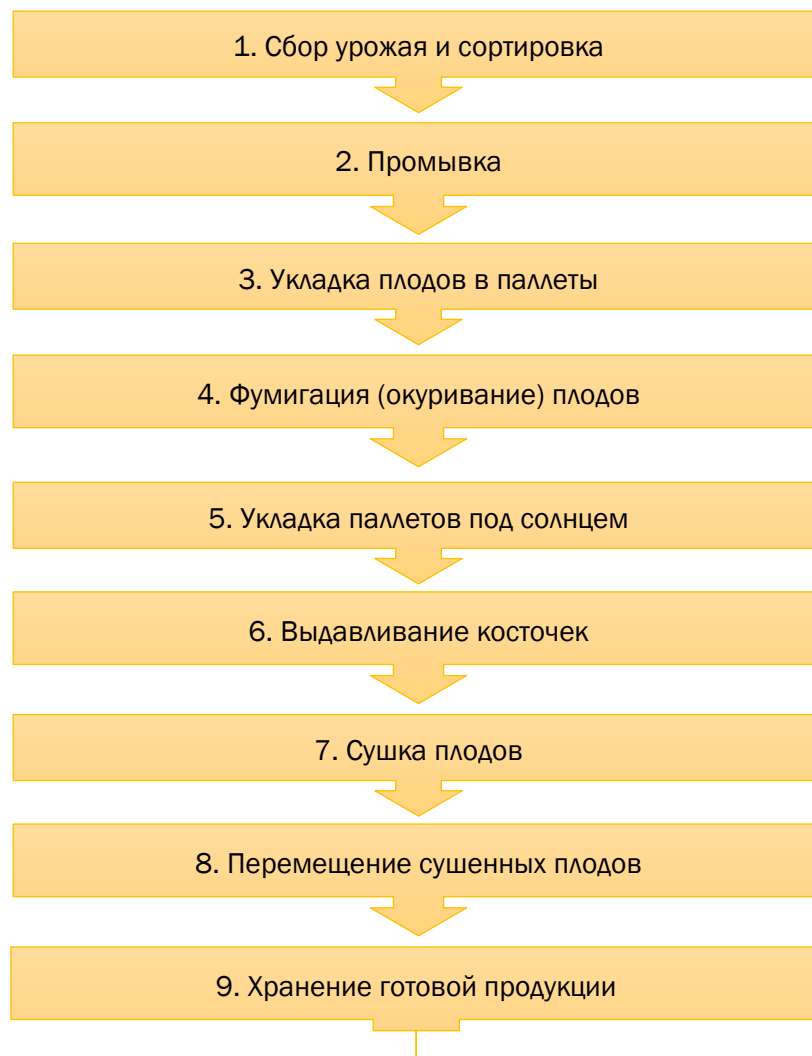 1. Сбор урожая и сортировка
2. Промывка
3. Укладка плодов в паллеты
4. Фумигация (окуривание) плодов
5. Укладка паллетов под солнцем
6. Выдавливание косточек
7. Сушка плодов
8. Перемещение сушенных плодов
9. Хранение готовой продукции